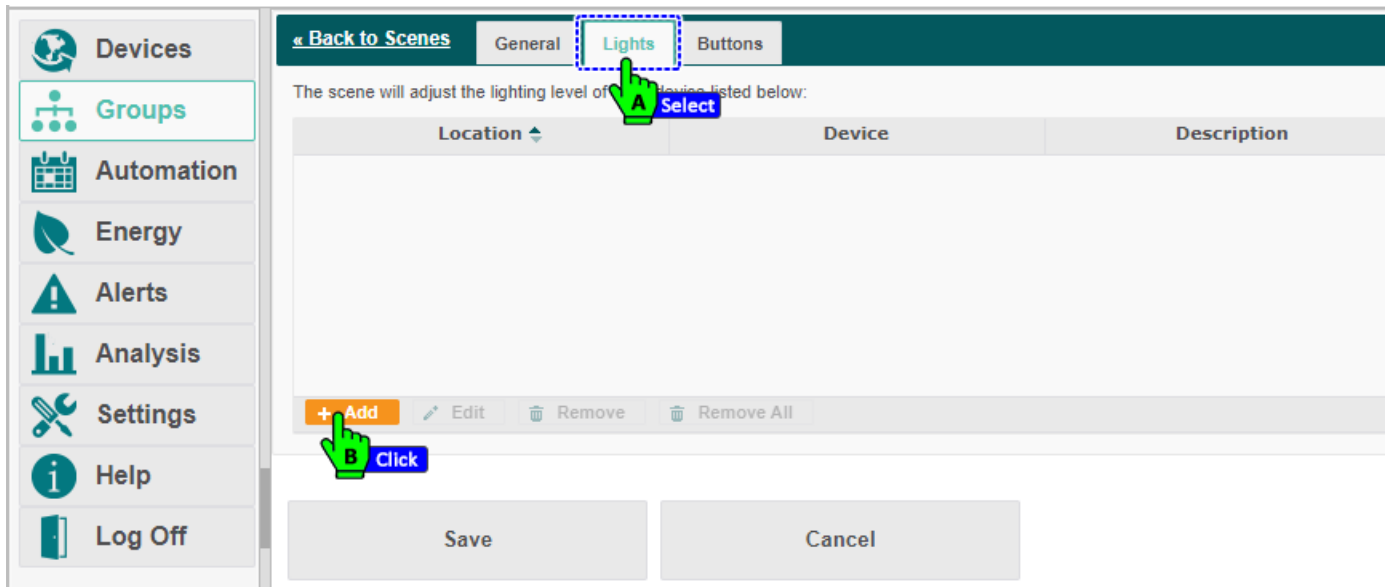 Devices
Groups
Automation
Energy
Alerts
Analysis
Settings
Help
Log Off
« Back to Scenes General Lights Buttons
A Select
The scene will adjust the lighting level of device listed below:
Location Device Description
+ Add Edit Remove Remove All
B Click
Save Cancel